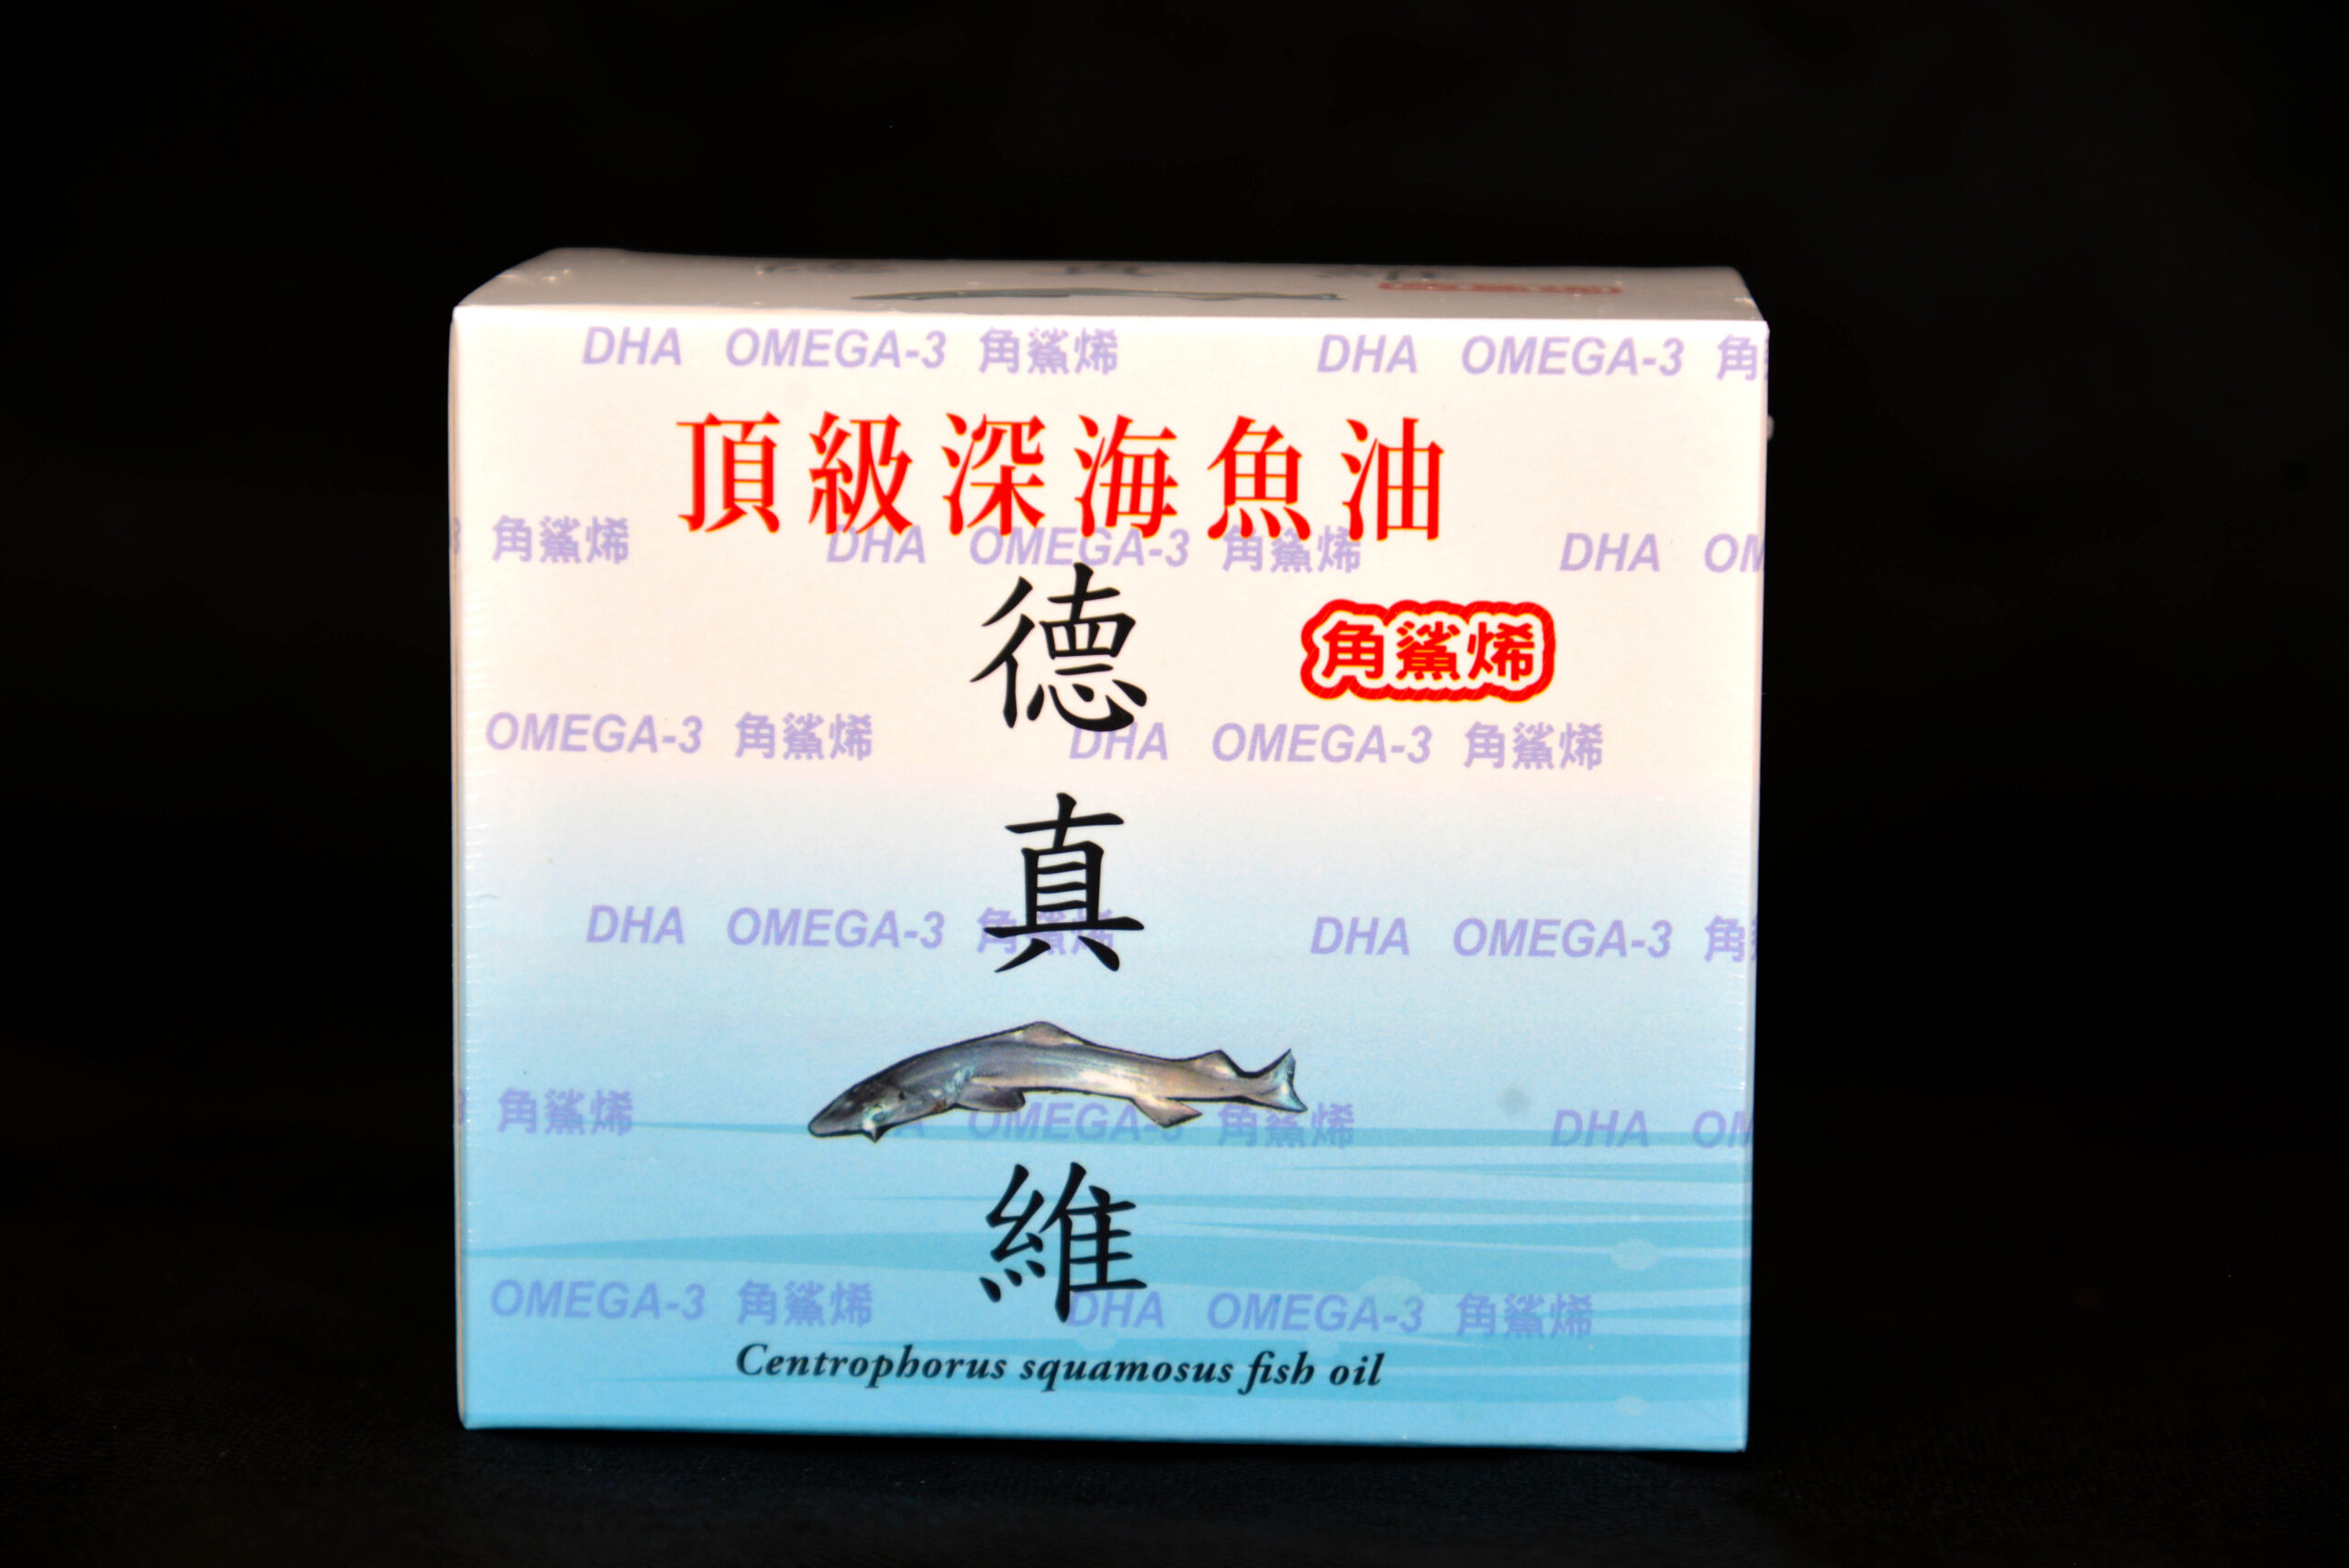 DHA OMEGA-3 角鯊烯 DHA OMEGA-3 角
頂級深海魚油
角鯊烯 DHA OMEGA-3 角鯊烯 DHA OM
德
角鯊烯
OMEGA-3 角鯊烯 DHA OMEGA-3 角鯊烯
真
DHA OMEGA-3 角鯊烯 DHA OMEGA-3 角
角鯊烯 OMEGA-3 角鯊烯 DHA OM
維
OMEGA-3 角鯊烯 DHA OMEGA-3 角鯊烯
Centrophorus squamosus fish oil